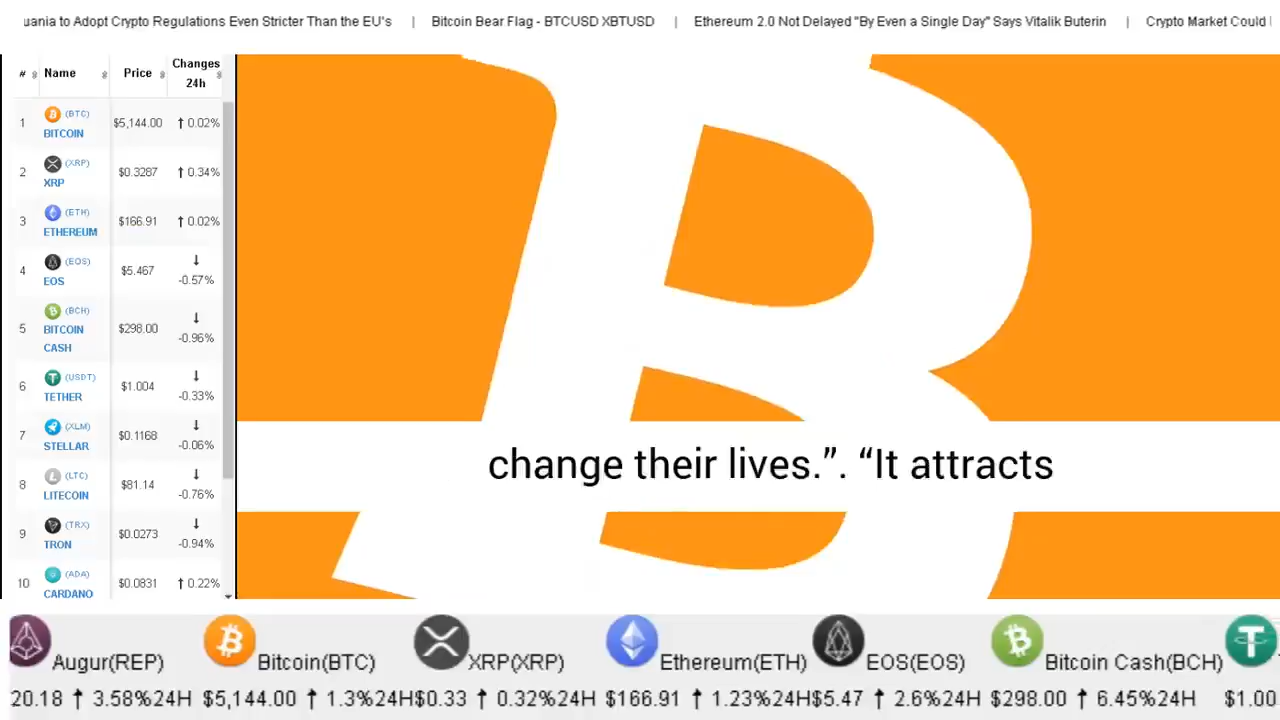 uania to Adopt Crypto Regulations Even Stricter Than the EU's | Bitcoin Bear Flag - BTCUSD XBTUSD | Ethereum 2.0 Not Delayed "By Even a Single Day" Says Vitalik Buterin | Crypto Market Could
# Name Price Changes 24h
1 (BTC) BITCOIN $5,144.00 ↑ 0.02%
2 (XRP) XRP $0.3287 ↑ 0.34%
3 (ETH) ETHEREUM $166.91 ↑ 0.02%
4 (EOS) EOS $5.467 ↓ -0.57%
5 (BCH) BITCOIN CASH $298.00 ↓ -0.96%
6 (USDT) TETHER $1.004 ↓ -0.33%
7 (XLM) STELLAR $0.1168 ↓ -0.06%
8 (LTC) LITECOIN $81.14 ↓ -0.76%
9 (TRX) TRON $0.0273 ↓ -0.94%
10 (ADA) CARDANO $0.0831 ↑ 0.22%
change their lives.”. “It attracts
Augur(REP) Bitcoin(BTC) XRP(XRP) Ethereum(ETH) EOS(EOS) Bitcoin Cash(BCH)
20.18 ↑ 3.58%24H $5,144.00 ↑ 1.3%24H$0.33 ↑ 0.32%24H $166.91 ↑ 1.23%24H$5.47 ↑ 2.6%24H $298.00 ↑ 6.45%24H $1.00